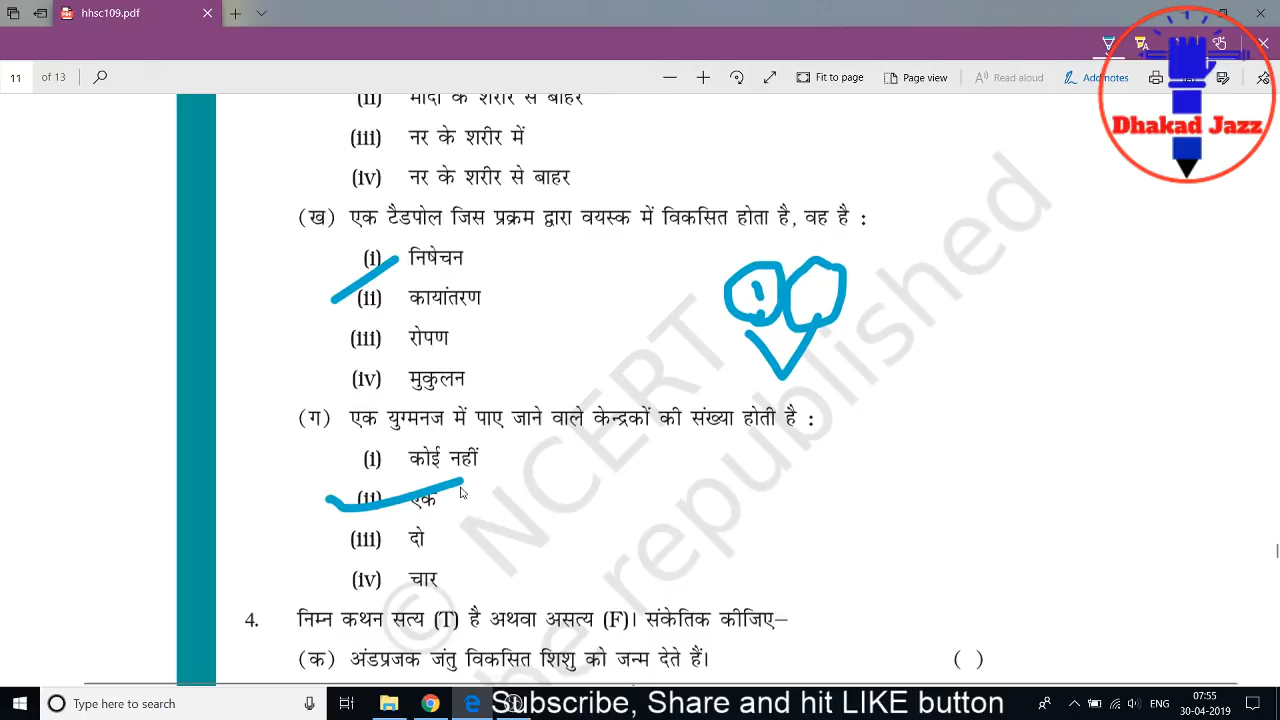 hhsc109.pdf
11 of 13
Fit to page
Page view
Read aloud
Add notes
Dhakad Jazz
(ii) मादा के शरीर से बाहर
(iii) नर के शरीर में
(iv) नर के शरीर से बाहर
(ख) एक टैडपोल जिस प्रक्रम द्वारा वयस्क में विकसित होता है, वह है :
(i) निषेचन
(ii) कायांतरण
(iii) रोपण
(iv) मुकुलन
(ग) एक युग्मनज में पाए जाने वाले केन्द्रकों की संख्या होती है :
(i) कोई नहीं
(ii) एक
(iii) दो
(iv) चार
4. निम्न कथन सत्य (T) है अथवा असत्य (F)। संकेतिक कीजिए–
(क) अंडप्रजक जंतु विकसित शिशु को जन्म देते हैं। ( )
© NCERT
be republished
Type here to search
Subscribe, Share and hit LIKE button
ENG
07:55
30-04-2019